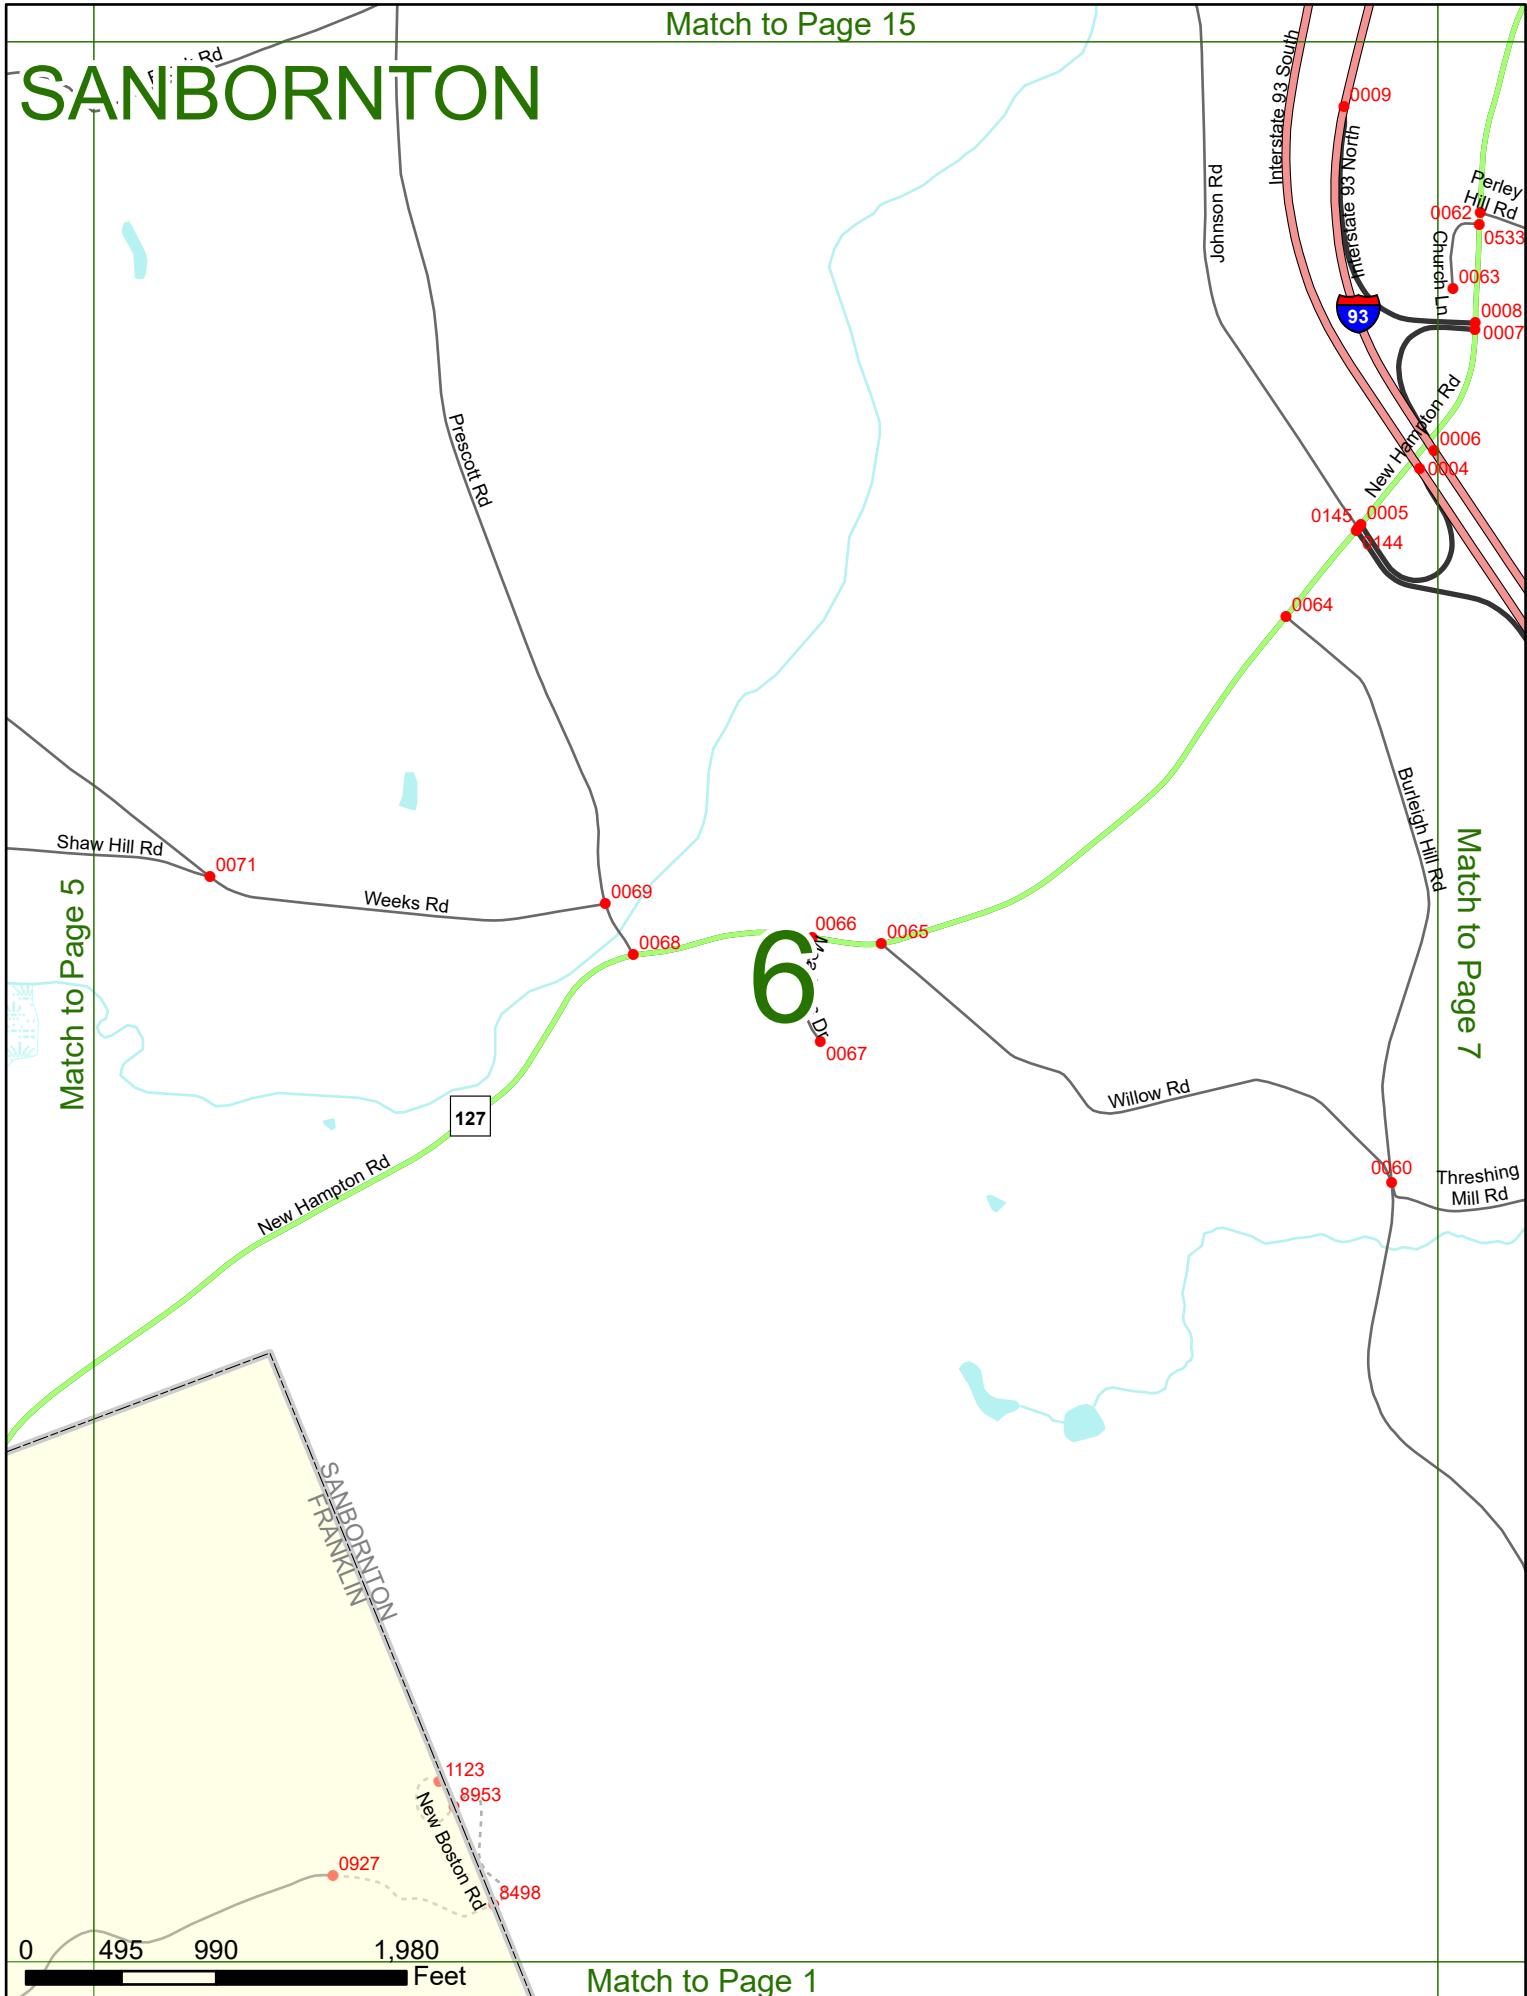 Match to Page 15
SANBORNTON
Rd
Interstate 93 South
0009
Interstate 93 North
Johnson Rd
Perley
Hill Rd
0062
0533
Church Ln
0063
93
0008
0007
New Hampton Rd
0006
0004
0145
0005
0144
0064
Prescott Rd
Burleigh Hill Rd
Shaw Hill Rd
0071
Weeks Rd
0069
0068
0066
0065
6
Dr
0067
Match to Page 5
Match to Page 7
127
Willow Rd
New Hampton Rd
0060
Threshing
Mill Rd
SANBORNTON
FRANKLIN
1123
8953
New Boston Rd
0927
8498
0 495 990 1,980
Feet
Match to Page 1